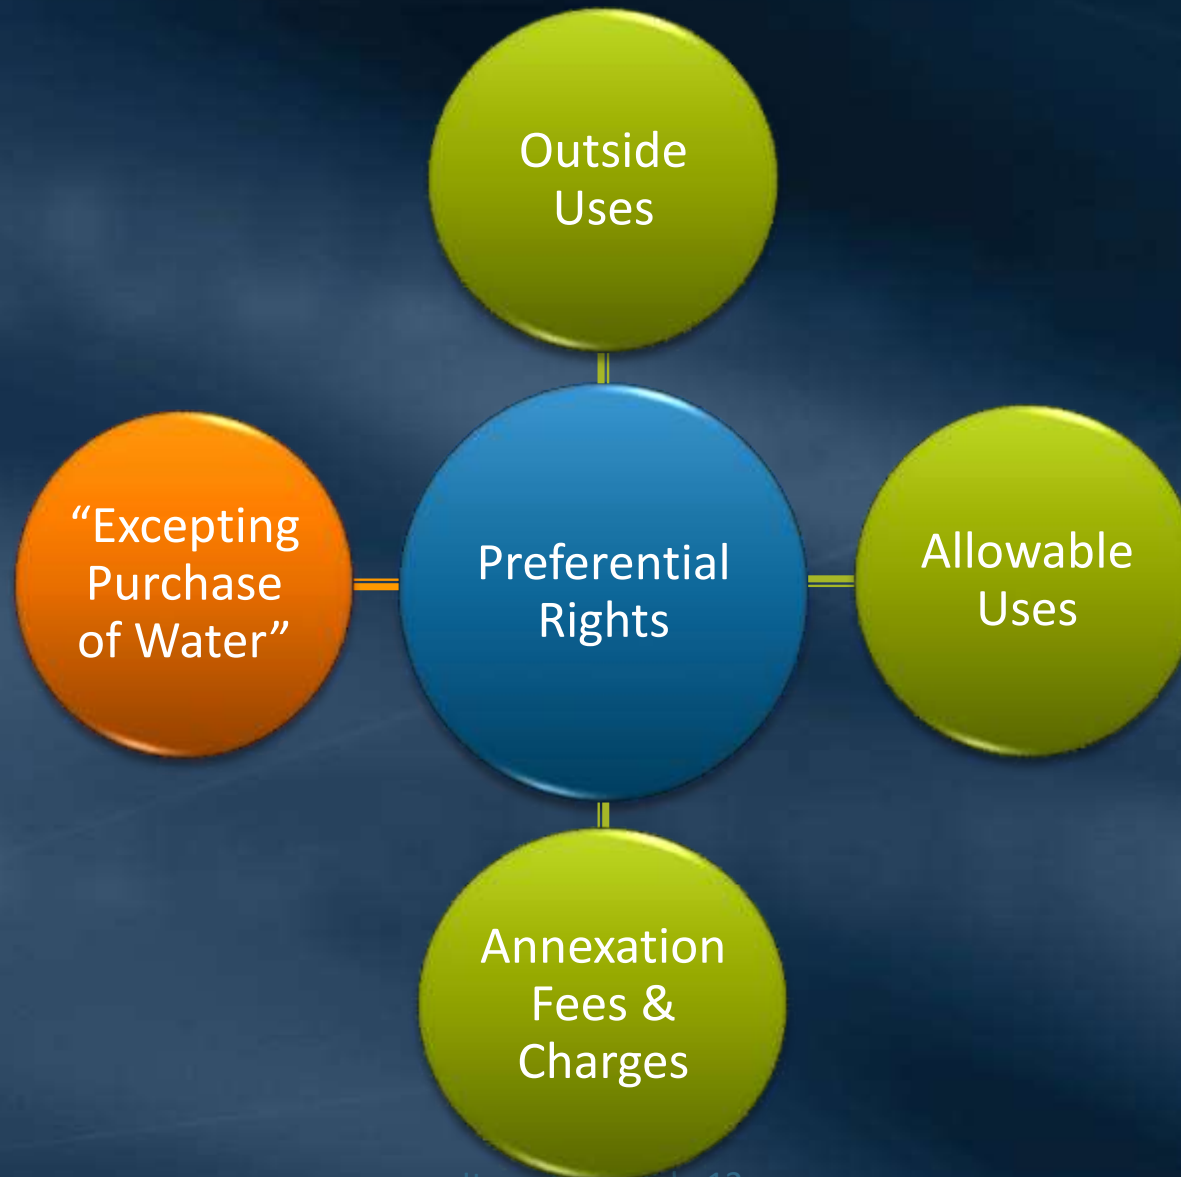 Outside
Uses
“Excepting
Purchase
of Water”
Preferential
Rights
Allowable
Uses
Annexation
Fees &
Charges